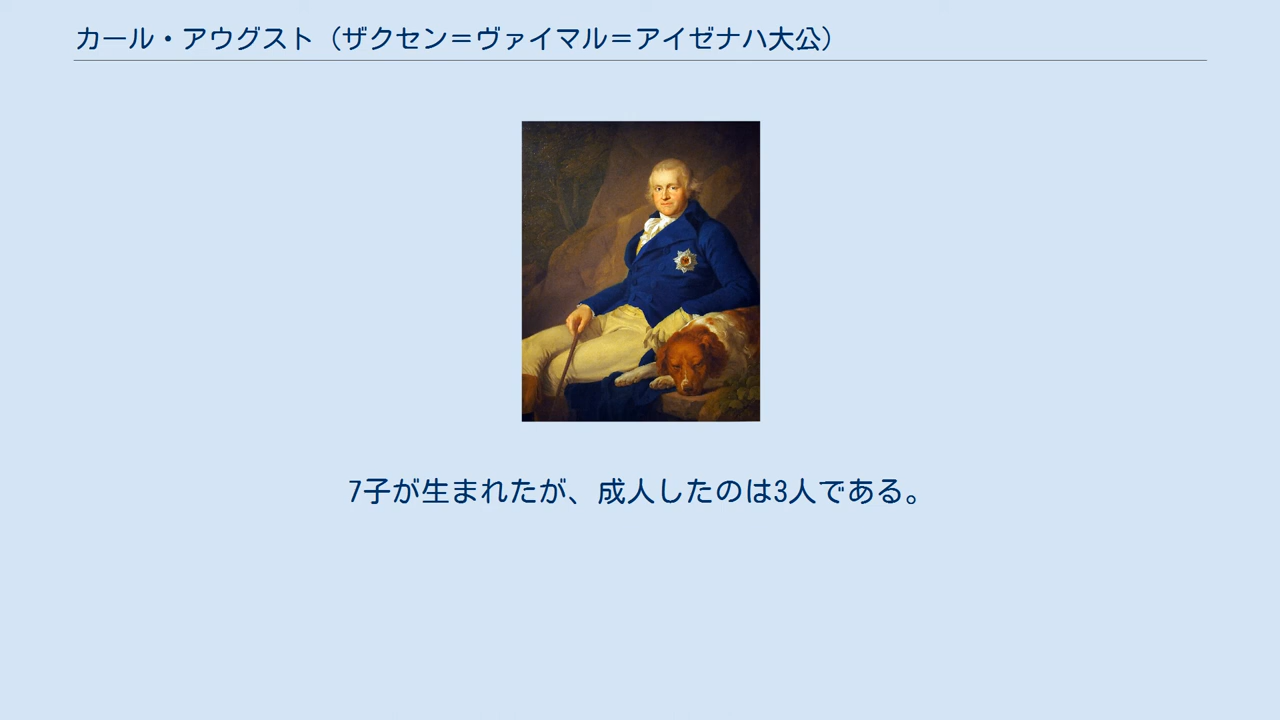 カール・アウグスト（ザクセン＝ヴァイマル＝アイゼナハ大公）
7子が生まれたが、成人したのは3人である。